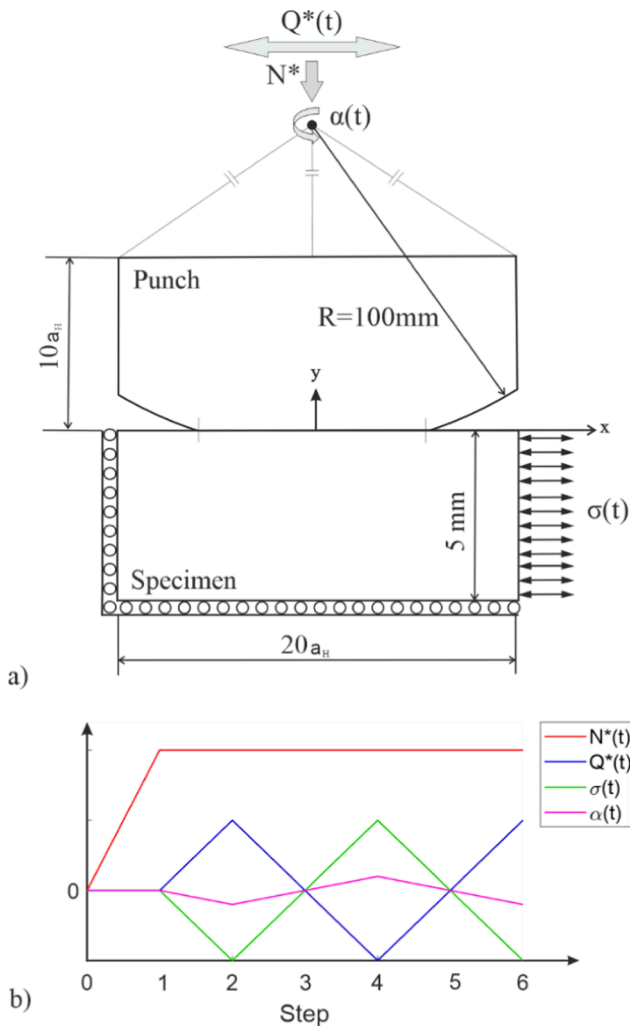 Q*(t)
N*
α(t)
Punch
R=100mm
10aH
y
x
5 mm
σ(t)
Specimen
20aH
a)
N*(t)
Q*(t)
σ(t)
α(t)
0
0 1 2 3 4 5 6
Step
b)